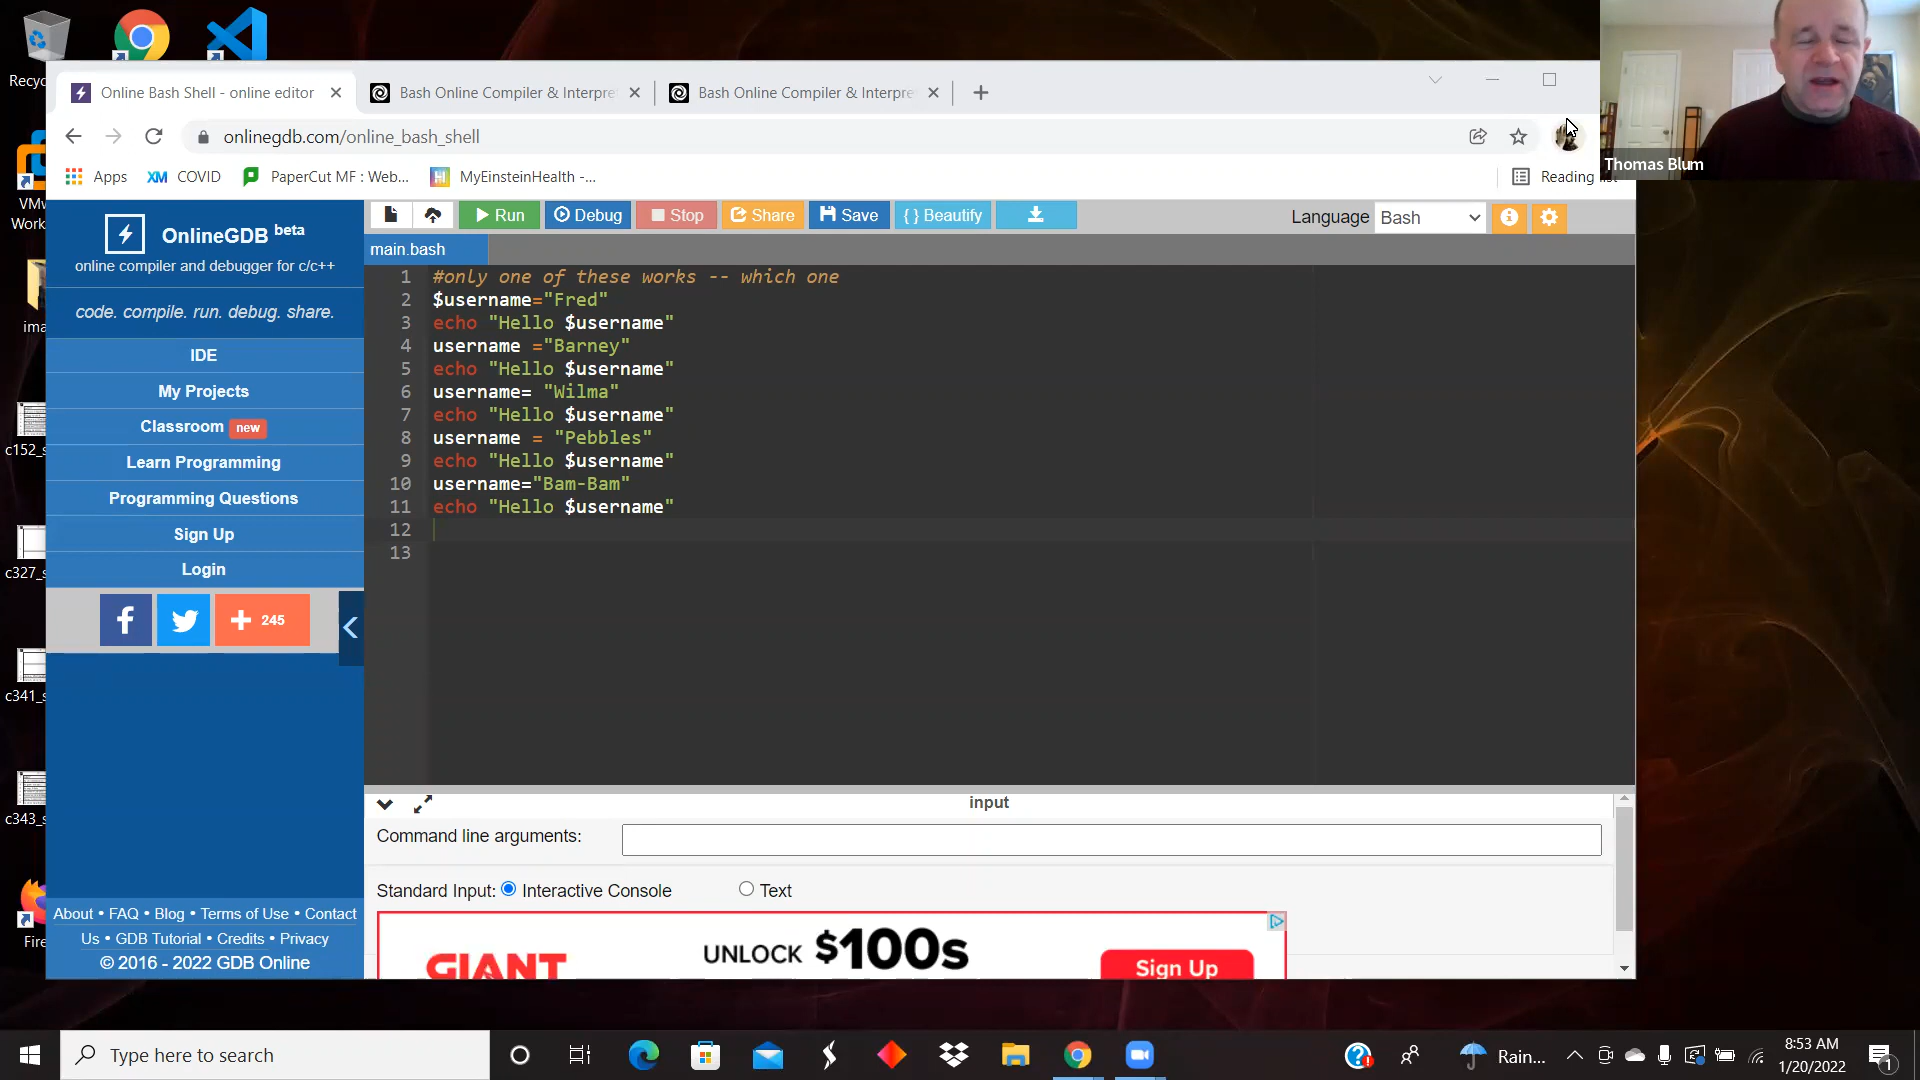 Recyc
Online Bash Shell - online editor
Bash Online Compiler & Interpre
Bash Online Compiler & Interpre
onlinegdb.com/online_bash_shell
Thomas Blum
Apps
XM COVID
PaperCut MF : Web...
MyEinsteinHealth -...
Reading
VMw
Work
OnlineGDB beta
online compiler and debugger for c/c++
code. compile. run. debug. share.
IDE
My Projects
Classroom new
Learn Programming
Programming Questions
Sign Up
Login
245
ima
c152_s
c327_s
c341_s
c343_s
Fire
About • FAQ • Blog • Terms of Use • Contact
Us • GDB Tutorial • Credits • Privacy
© 2016 - 2022 GDB Online
Run
Debug
Stop
Share
Save
{ } Beautify
Language Bash
main.bash
1 #only one of these works -- which one
2 $username="Fred"
3 echo "Hello $username"
4 username ="Barney"
5 echo "Hello $username"
6 username= "Wilma"
7 echo "Hello $username"
8 username = "Pebbles"
9 echo "Hello $username"
10 username="Bam-Bam"
11 echo "Hello $username"
12
13
input
Command line arguments:
Standard Input: Interactive Console Text
GIANT
UNLOCK $100s
Sign Up
Type here to search
Rain...
8:53 AM
1/20/2022
1